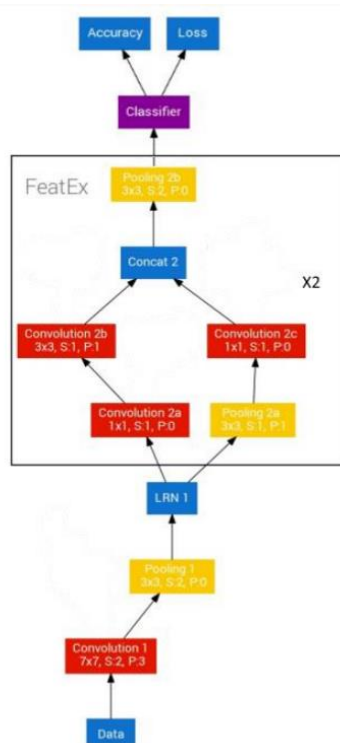 Accuracy
Loss
Classifier
FeatEx
Pooling 2b
3x3, S:2, P:0
Concat 2
X2
Convolution 2b
3x3, S:1, P:1
Convolution 2c
1x1, S:1, P:0
Convolution 2a
1x1, S:1, P:0
Pooling 2a
3x3, S:1, P:1
LRN 1
Pooling 1
3x3, S:2, P:0
Convolution 1
7x7, S:2, P:3
Data